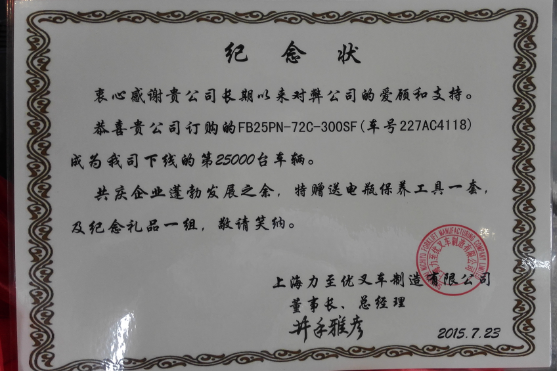 纪念状
衷心感谢贵公司长期以来对弊公司的爱顾和支持。
恭喜贵公司订购的FB25PN-72C-300SF(车号227AC4118)
成为我司下线的第25000台车辆。
共庆企业蓬勃发展之余，特赠送电瓶保养工具一套，
及纪念礼品一组，敬请笑纳。
上海力至优叉车制造有限公司
董事长、总经理
2015.7.23